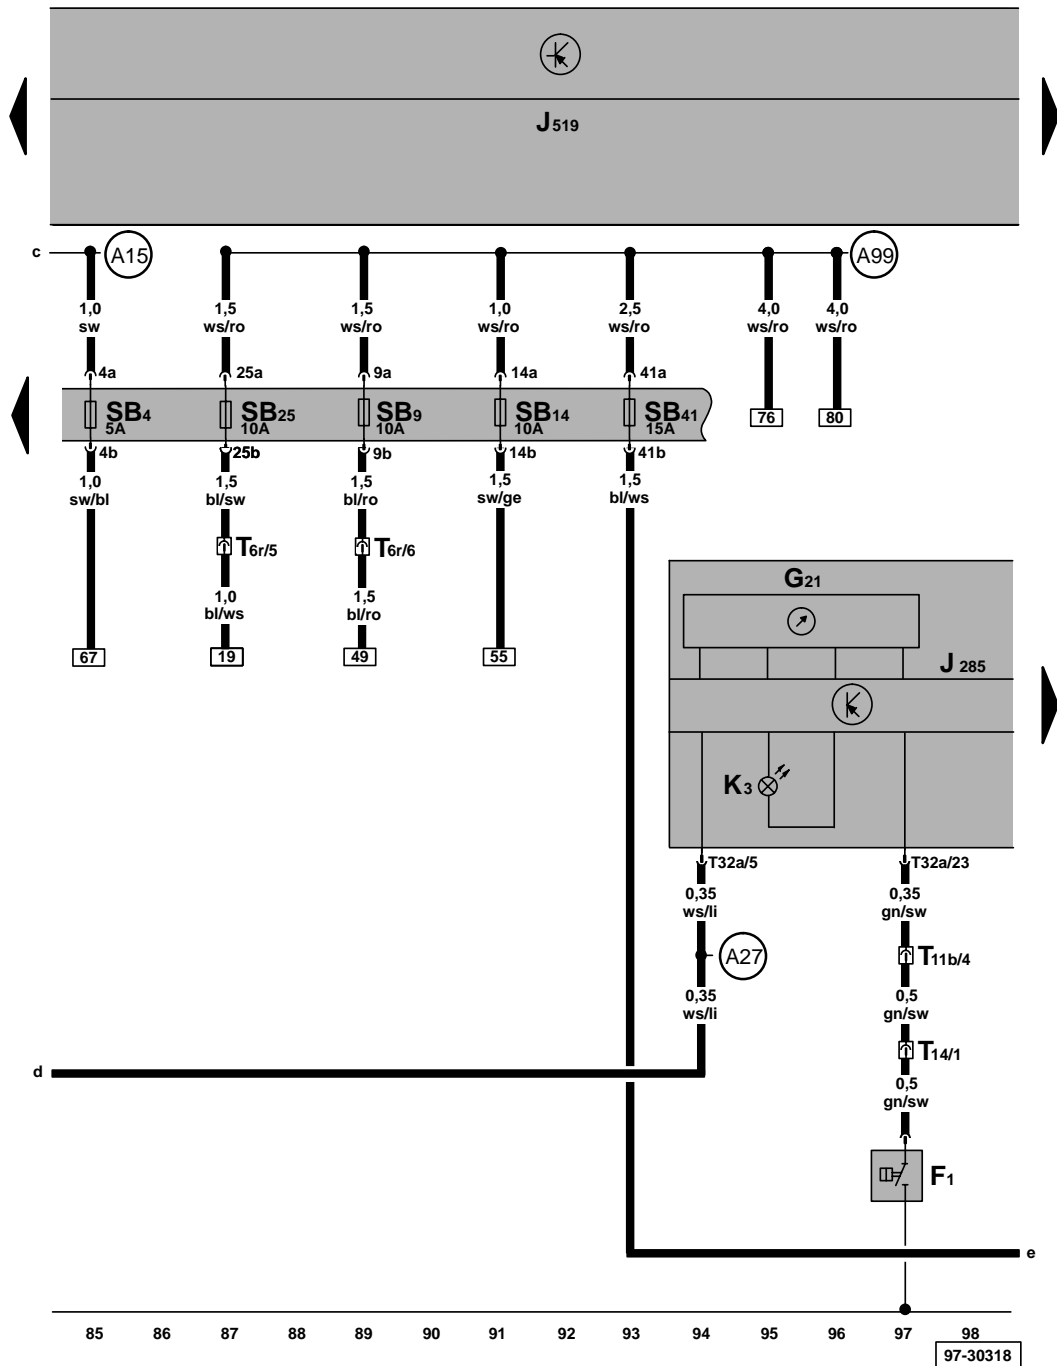 J519
c A15 A99
1,0 1,5 1,5 1,0 2,5 4,0 4,0
sw ws/ro ws/ro ws/ro ws/ro ws/ro ws/ro
4a 25a 9a 14a 41a
SB4 SB25 SB9 SB14 SB41
5A 10A 10A 10A 15A
76 80
4b 25b 9b 14b 41b
1,0 1,5 1,5 1,5 1,5
sw/bl bl/sw bl/ro sw/ge bl/ws
T6r/5 T6r/6
1,0 1,5
bl/ws bl/ro
67 19 49 55
G21
J 285
K3
T32a/5 T32a/23
0,35 0,35
ws/li gn/sw
A27 T11b/4
0,35 0,5
ws/li gn/sw
T14/1
d
0,5
gn/sw
F1
e
85 86 87 88 89 90 91 92 93 94 95 96 97 98
97-30318